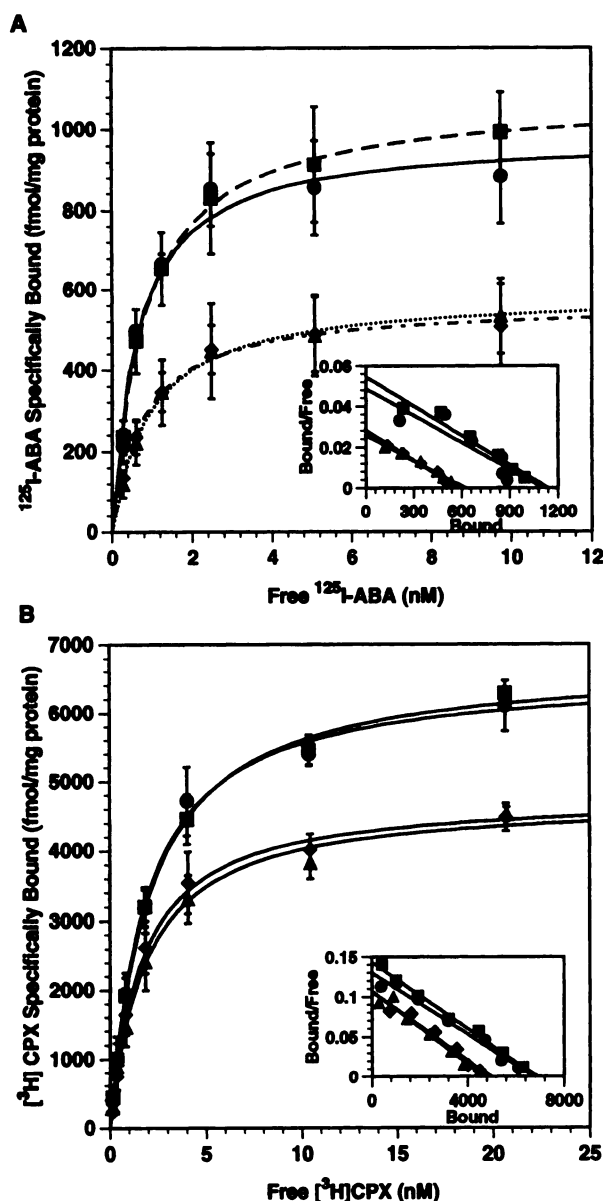 A
1200
1000
800
600
400
200
0
¹²⁵I-ABA Specifically Bound (fmol/mg protein)
0 2 4 6 8 10 12
Free ¹²⁵I-ABA (nM)
0.06
0.04
0.02
0
Bound/Free
0 300 600 900 1200
Bound
B
7000
6000
5000
4000
3000
2000
1000
0
[³H] CPX Specifically Bound (fmol/mg protein)
0 5 10 15 20 25
Free [³H]CPX (nM)
0.15
0.1
0.05
0
Bound/Free
0 4000 8000
Bound